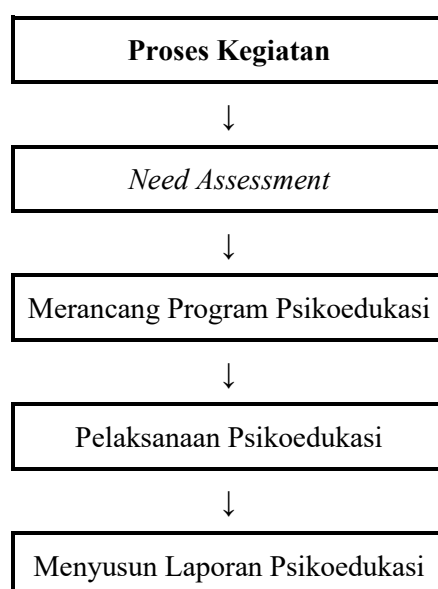 Proses Kegiatan
↓
Need Assessment
↓
Merancang Program Psikoedukasi
↓
Pelaksanaan Psikoedukasi
↓
Menyusun Laporan Psikoedukasi